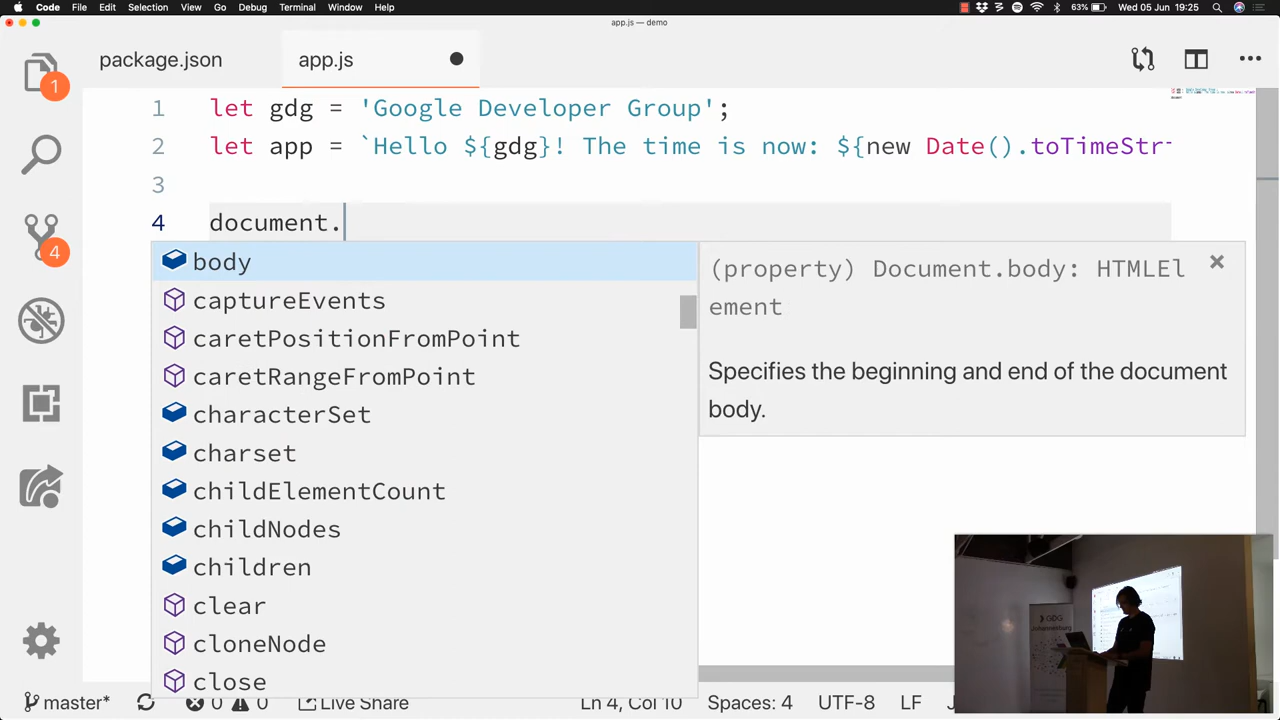 Code File Edit Selection View Go Debug Terminal Window Help 63% Wed 05 Jun 19:25
app.js — demo
package.json app.js
1 let gdg = 'Google Developer Group';
2 let app = `Hello ${gdg}! The time is now: ${new Date().toTimeStr
3
4 document.
1
4
body
captureEvents
caretPositionFromPoint
caretRangeFromPoint
characterSet
charset
childElementCount
childNodes
children
clear
cloneNode
close
(property) Document.body: HTMLEl
ement
Specifies the beginning and end of the document
body.
GDG
Johannesburg
master* 0 0 Live Share Ln 4, Col 10 Spaces: 4 UTF-8 LF